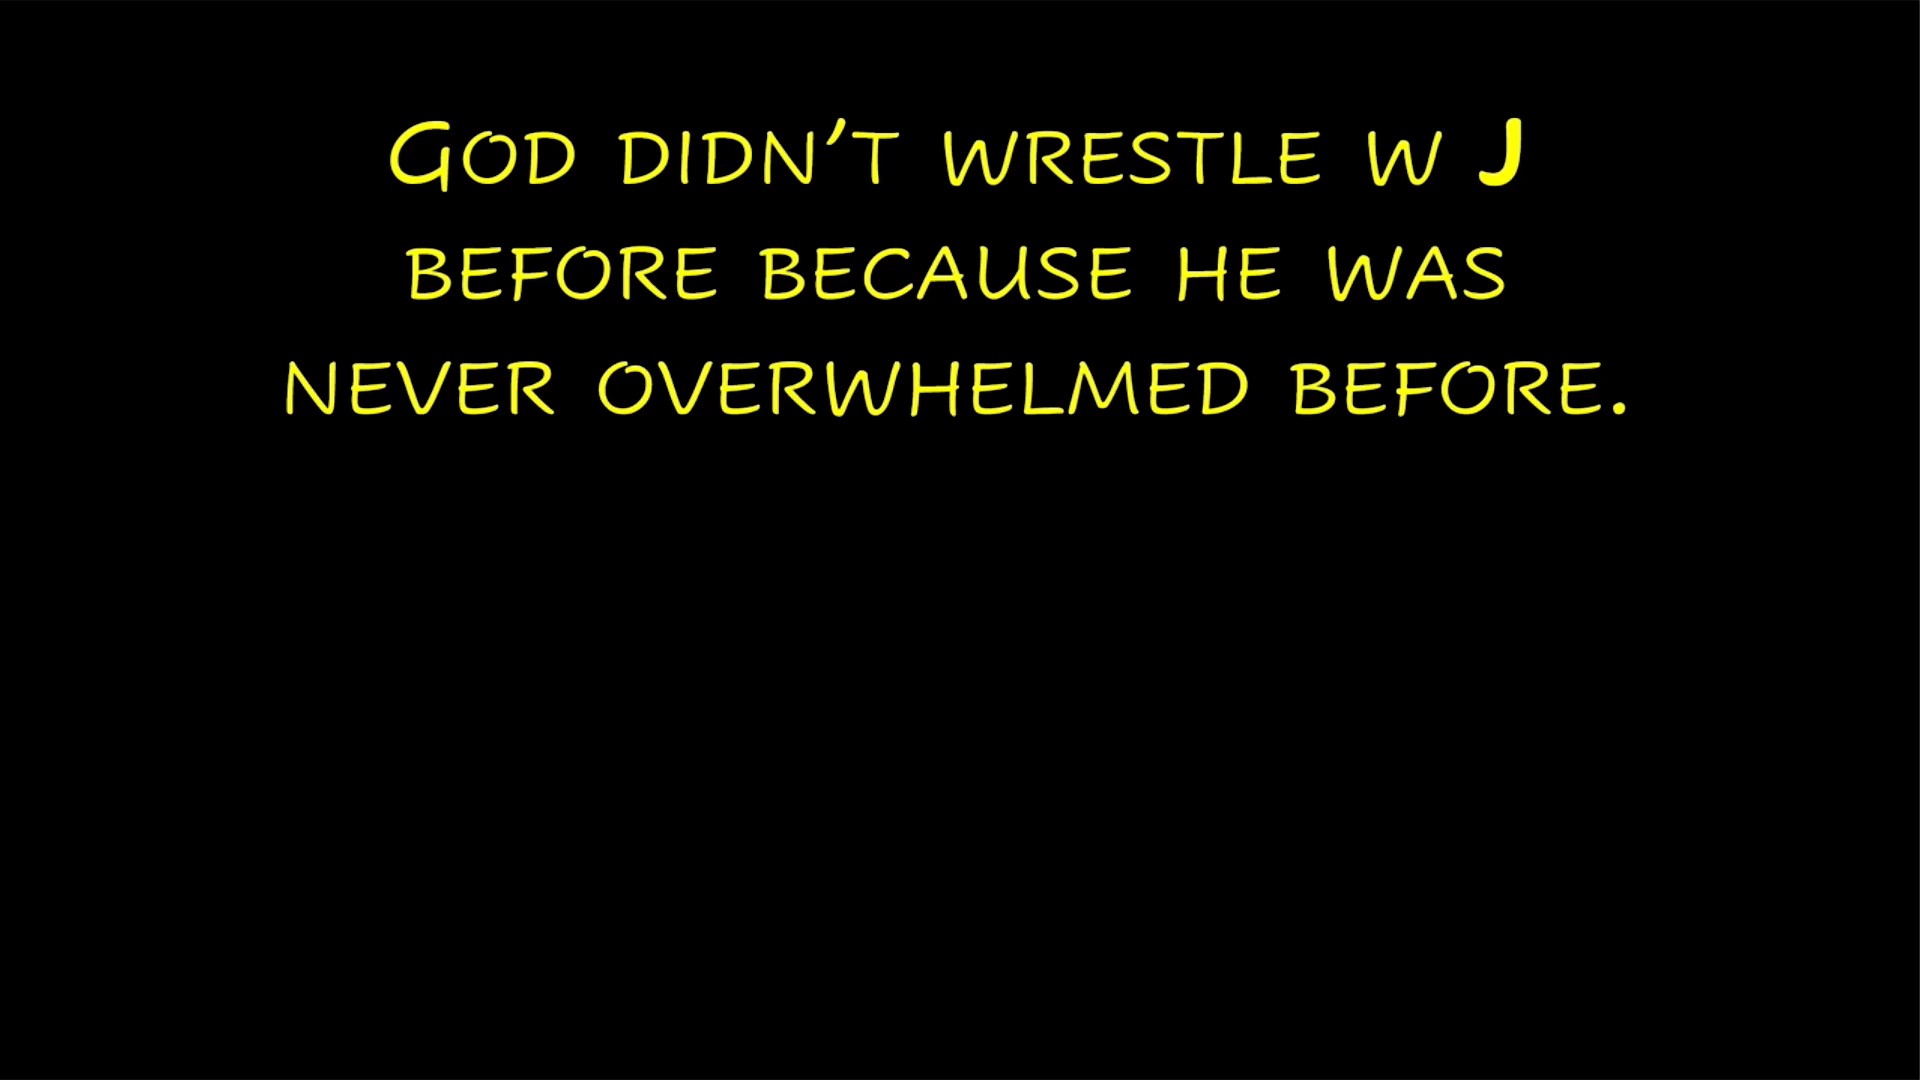 God didn’t wrestle w J
before because he was
never overwhelmed before.